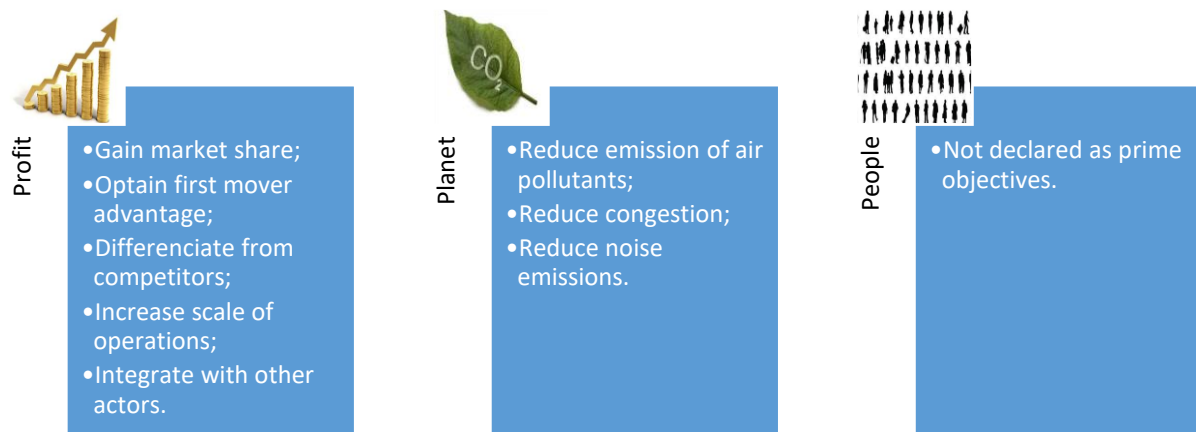 Profit
•Gain market share;
•Optain first mover
advantage;
•Differenciate from
competitors;
•Increase scale of
operations;
•Integrate with other
actors.
CO2
Planet
•Reduce emission of air
pollutants;
•Reduce congestion;
•Reduce noise
emissions.
People
•Not declared as prime
objectives.